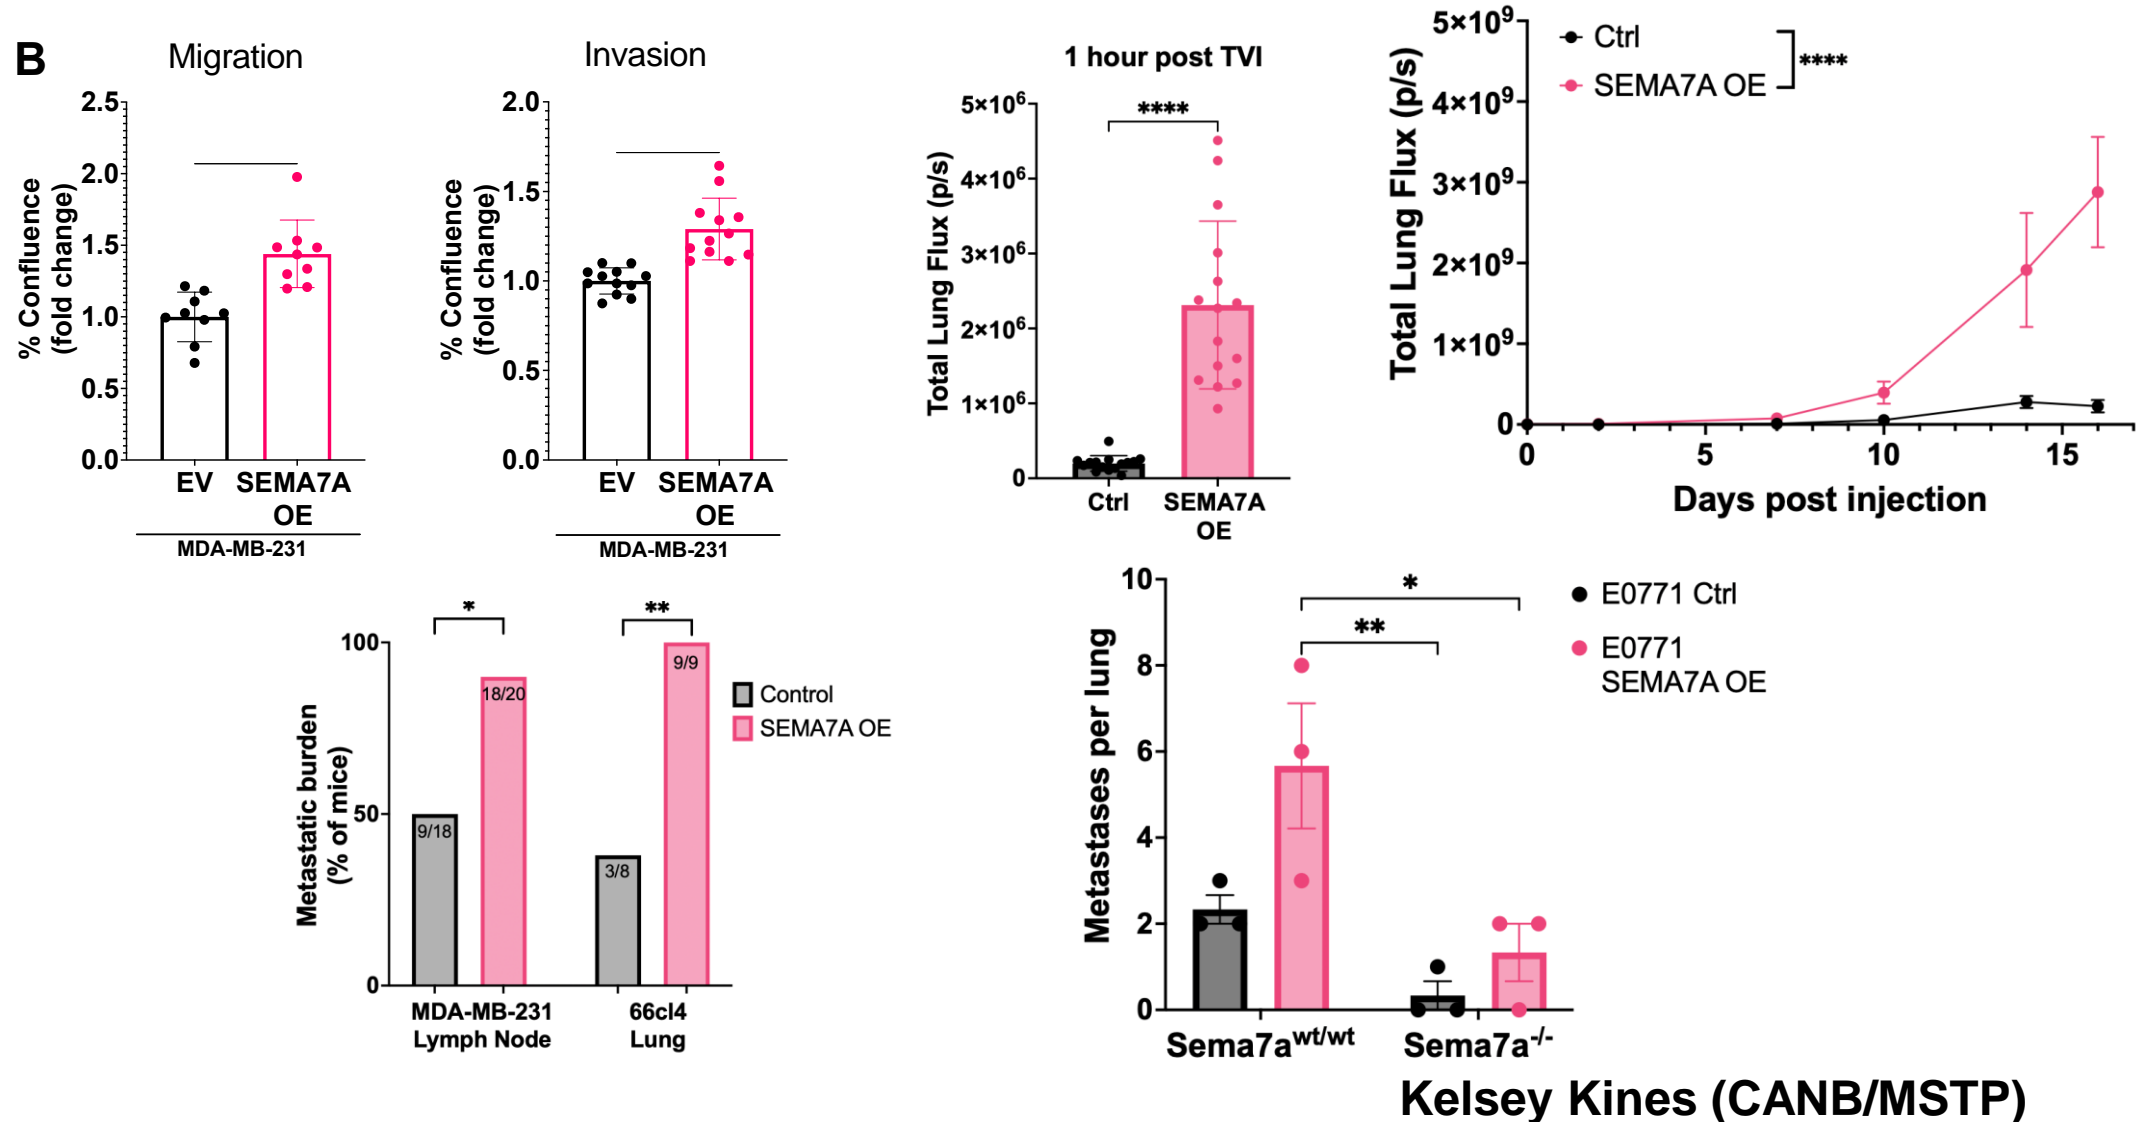 B
Migration
% Confluence
(fold change)
2.5
2.0
1.5
1.0
0.5
0.0
EV
SEMA7A
OE
MDA-MB-231
Invasion
% Confluence
(fold change)
2.0
1.5
1.0
0.5
0.0
EV
SEMA7A
OE
MDA-MB-231
1 hour post TVI
****
Total Lung Flux (p/s)
5×10⁶
4×10⁶
3×10⁶
2×10⁶
1×10⁶
0
Ctrl
SEMA7A
OE
Total Lung Flux (p/s)
5×10⁹
4×10⁹
3×10⁹
2×10⁹
1×10⁹
0
Ctrl
SEMA7A OE
****
0 5 10 15
Days post injection
Metastatic burden
(% of mice)
100
50
0
*
**
9/18
18/20
3/8
9/9
Control
SEMA7A OE
MDA-MB-231
Lymph Node
66cl4
Lung
Metastases per lung
10
8
6
4
2
0
*
**
E0771 Ctrl
E0771
SEMA7A OE
Sema7a^wt/wt
Sema7a^-/-
Kelsey Kines (CANB/MSTP)